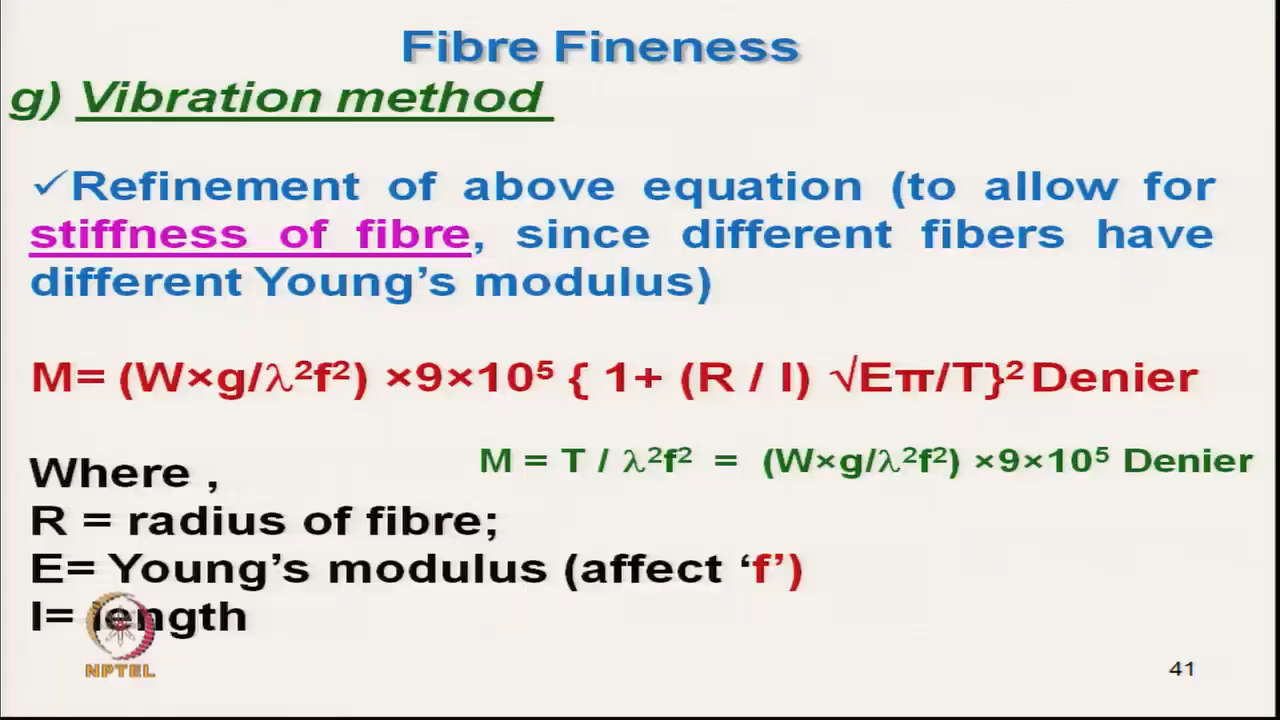 Fibre Fineness
g) Vibration method
✓Refinement of above equation (to allow for
stiffness of fibre, since different fibers have
different Young's modulus)
M= (W×g/λ²f²) ×9×10⁵ { 1+ (R / l) √Eπ/T}² Denier
M = T / λ²f² = (W×g/λ²f²) ×9×10⁵ Denier
Where ,
R = radius of fibre;
E= Young's modulus (affect 'f')
l= length
NPTEL
41